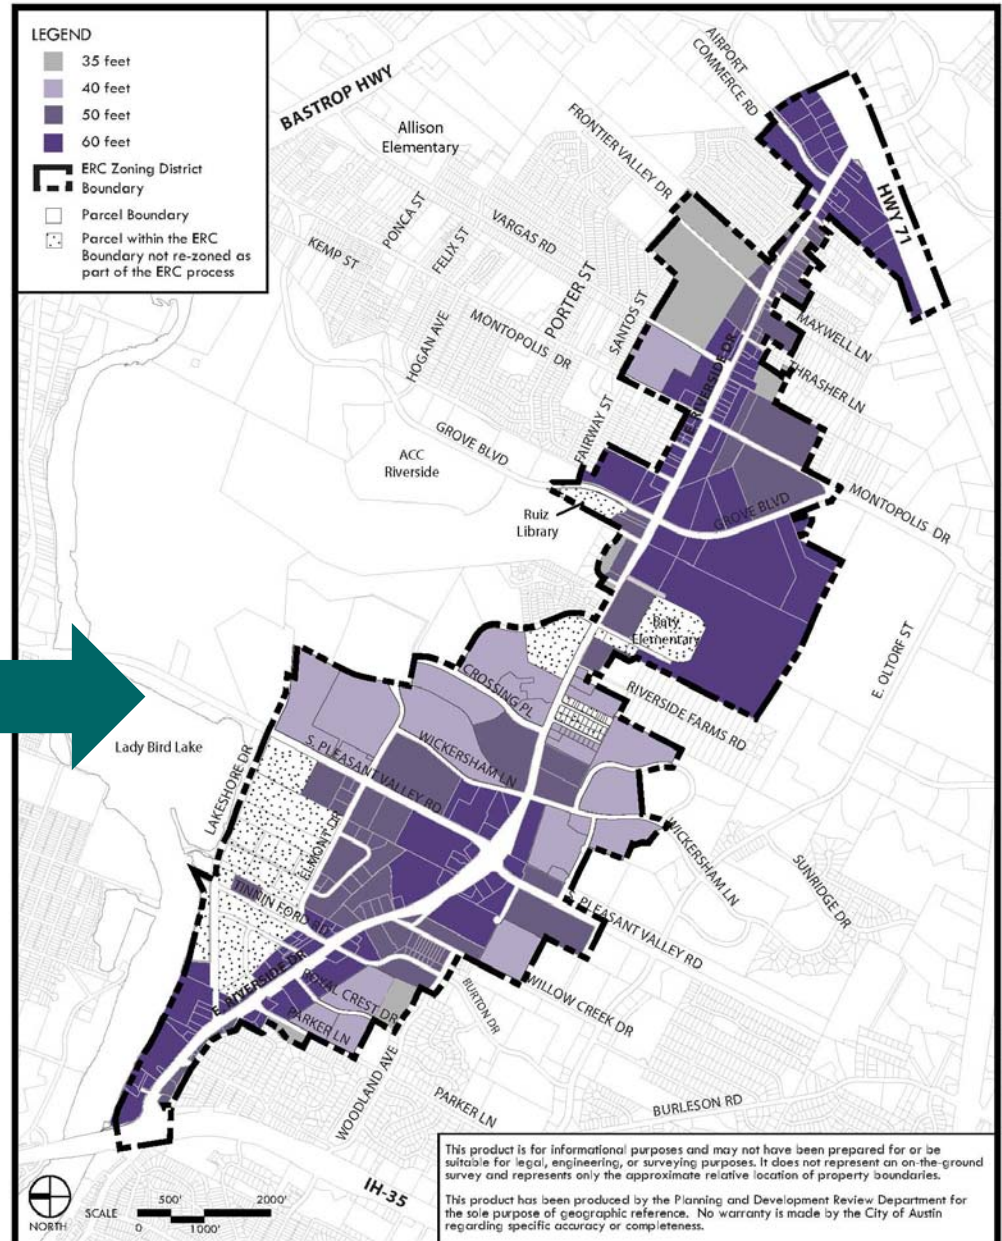 LEGEND
35 feet
40 feet
50 feet
60 feet
ERC Zoning District
Boundary
Parcel Boundary
Parcel within the ERC
Boundary not re-zoned as
part of the ERC process
BASTROP HWY
AIRPORT
COMMERCE RD
Allison
Elementary
FRONTIER VALLEY DR
HWY 71
PONCA ST
FELIX ST
VARGAS RD
KEMP ST
PORTER ST
SANTOS ST
HOGAN AVE
MONTOPOLIS DR
MAXWELL LN
THRASHER LN
E. RIVERSIDE DR
FAIRWAY ST
GROVE BLVD
ACC
Riverside
Ruiz
Library
GROVE BLVD
MONTOPOLIS DR
Baty
Elementary
E. OLTORF ST
RIVERSIDE FARMS RD
CROSSING PL
WICKERSHAM LN
S. PLEASANT VALLEY RD
Lady Bird Lake
LAKESHORE DR
ELMONT DR
TINNIN FORD RD
WICKERSHAM LN
SUNRIDGE DR
S. PLEASANT VALLEY RD
WILLOW CREEK DR
E. RIVERSIDE DR
ROYAL CREST DR
PARKER LN
BURTON DR
WOODLAND AVE
PARKER LN
BURLESON RD
IH-35
NORTH
SCALE
500'
2000'
0
1000'
This product is for informational purposes and may not have been prepared for or be
suitable for legal, engineering, or surveying purposes. It does not represent an on-the-ground
survey and represents only the approximate relative location of property boundaries.
This product has been produced by the Planning and Development Review Department for
the sole purpose of geographic reference. No warranty is made by the City of Austin
regarding specific accuracy or completeness.